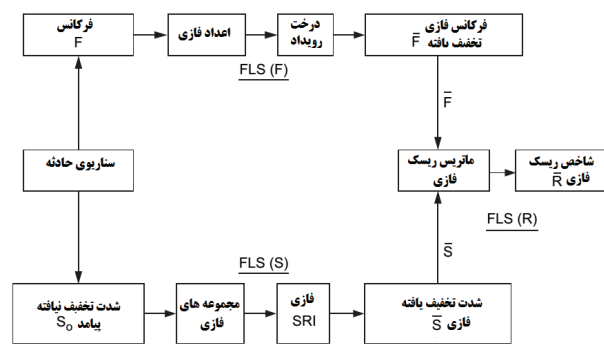 فرکانس
F
اعداد فازی
درخت
رویداد
فرکانس فازی
تخفیف یافته F̅
FLS (F)
F̅
سناریوی حادثه
ماتریس ریسک
فازی
شاخص ریسک
فازی R̅
FLS (R)
S̅
FLS (S)
شدت تخفیف نیافته
پیامد S₀
مجموعه های
فازی
فازی
SRI
شدت تخفیف یافته
فازی S̅